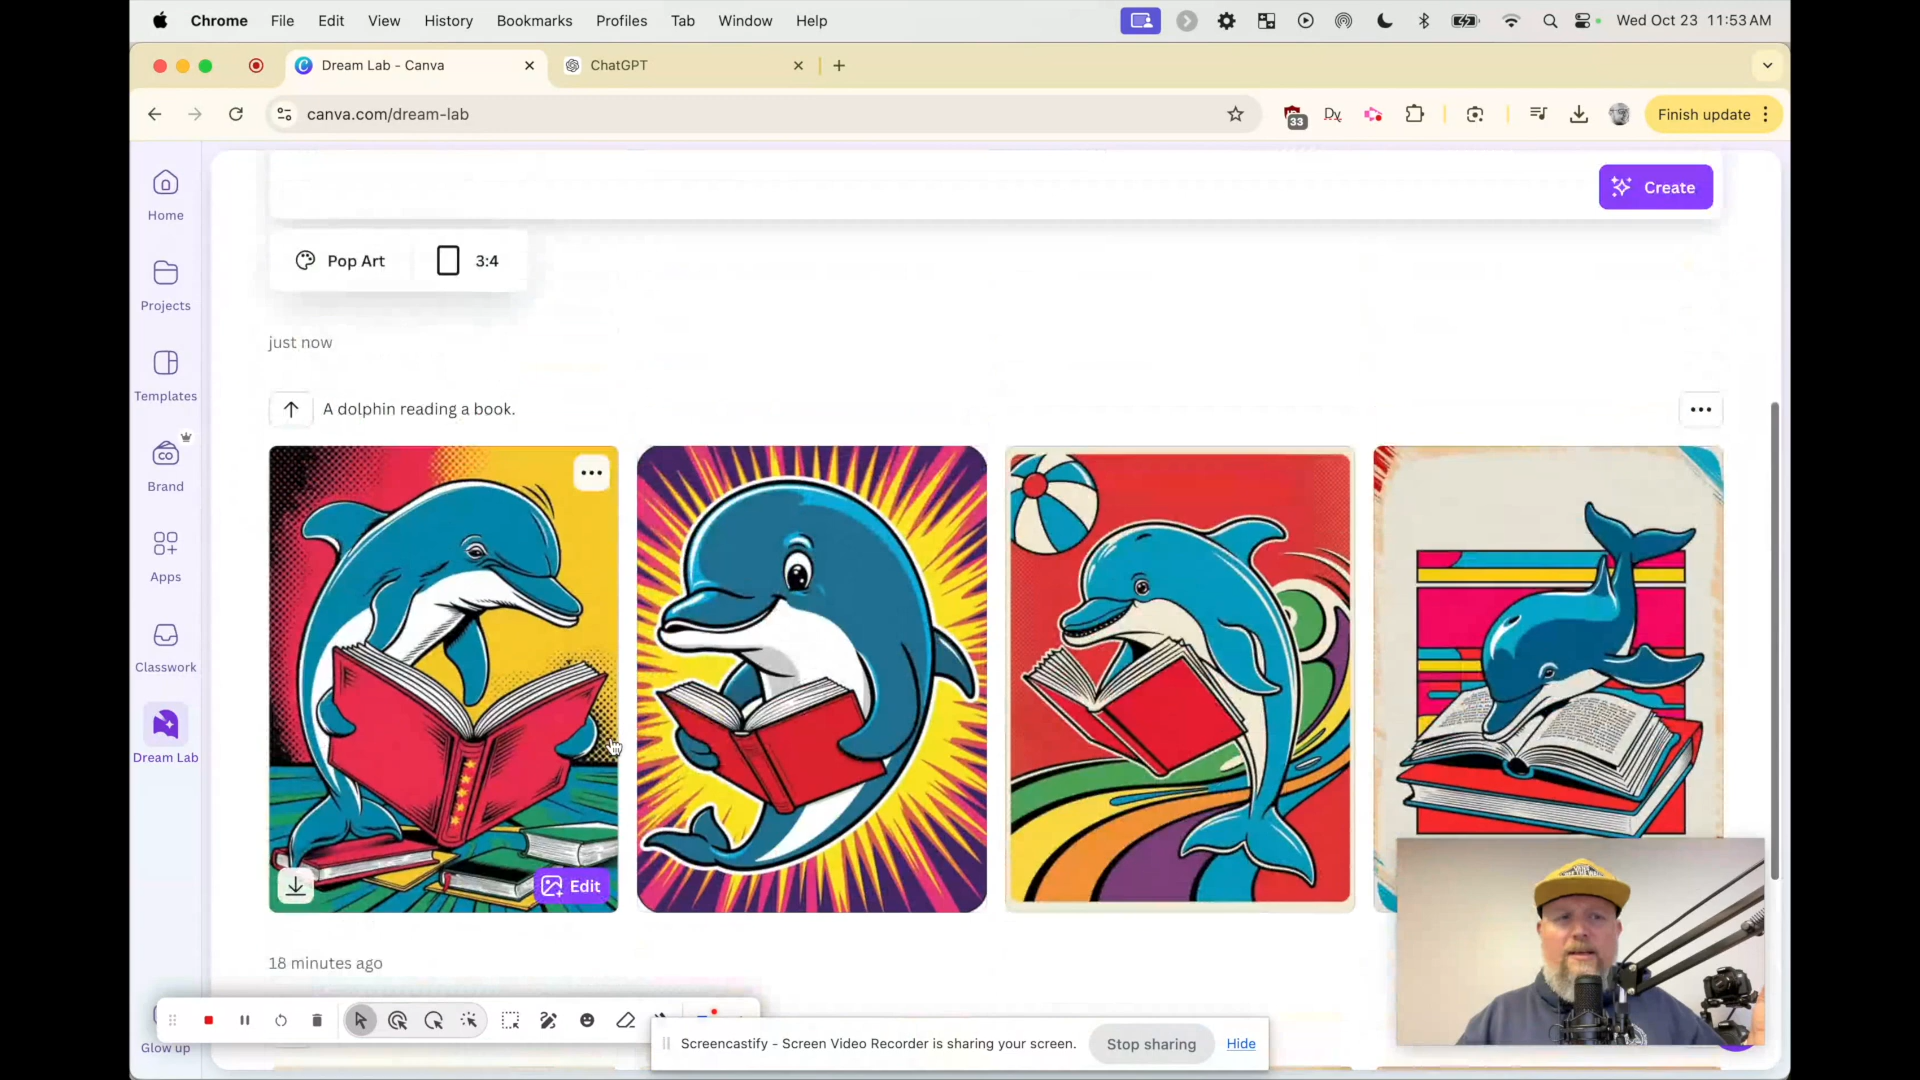 Chrome File Edit View History Bookmarks Profiles Tab Window Help Wed Oct 23 11:53 AM
Dream Lab - Canva ChatGPT
canva.com/dream-lab 33 Dv Finish update
Home
Create
Pop Art 3:4
Projects
just now
Templates
A dolphin reading a book.
CO
Brand
Apps
Classwork
Dream Lab
Edit
18 minutes ago
Glow up
Screencastify - Screen Video Recorder is sharing your screen. Stop sharing Hide